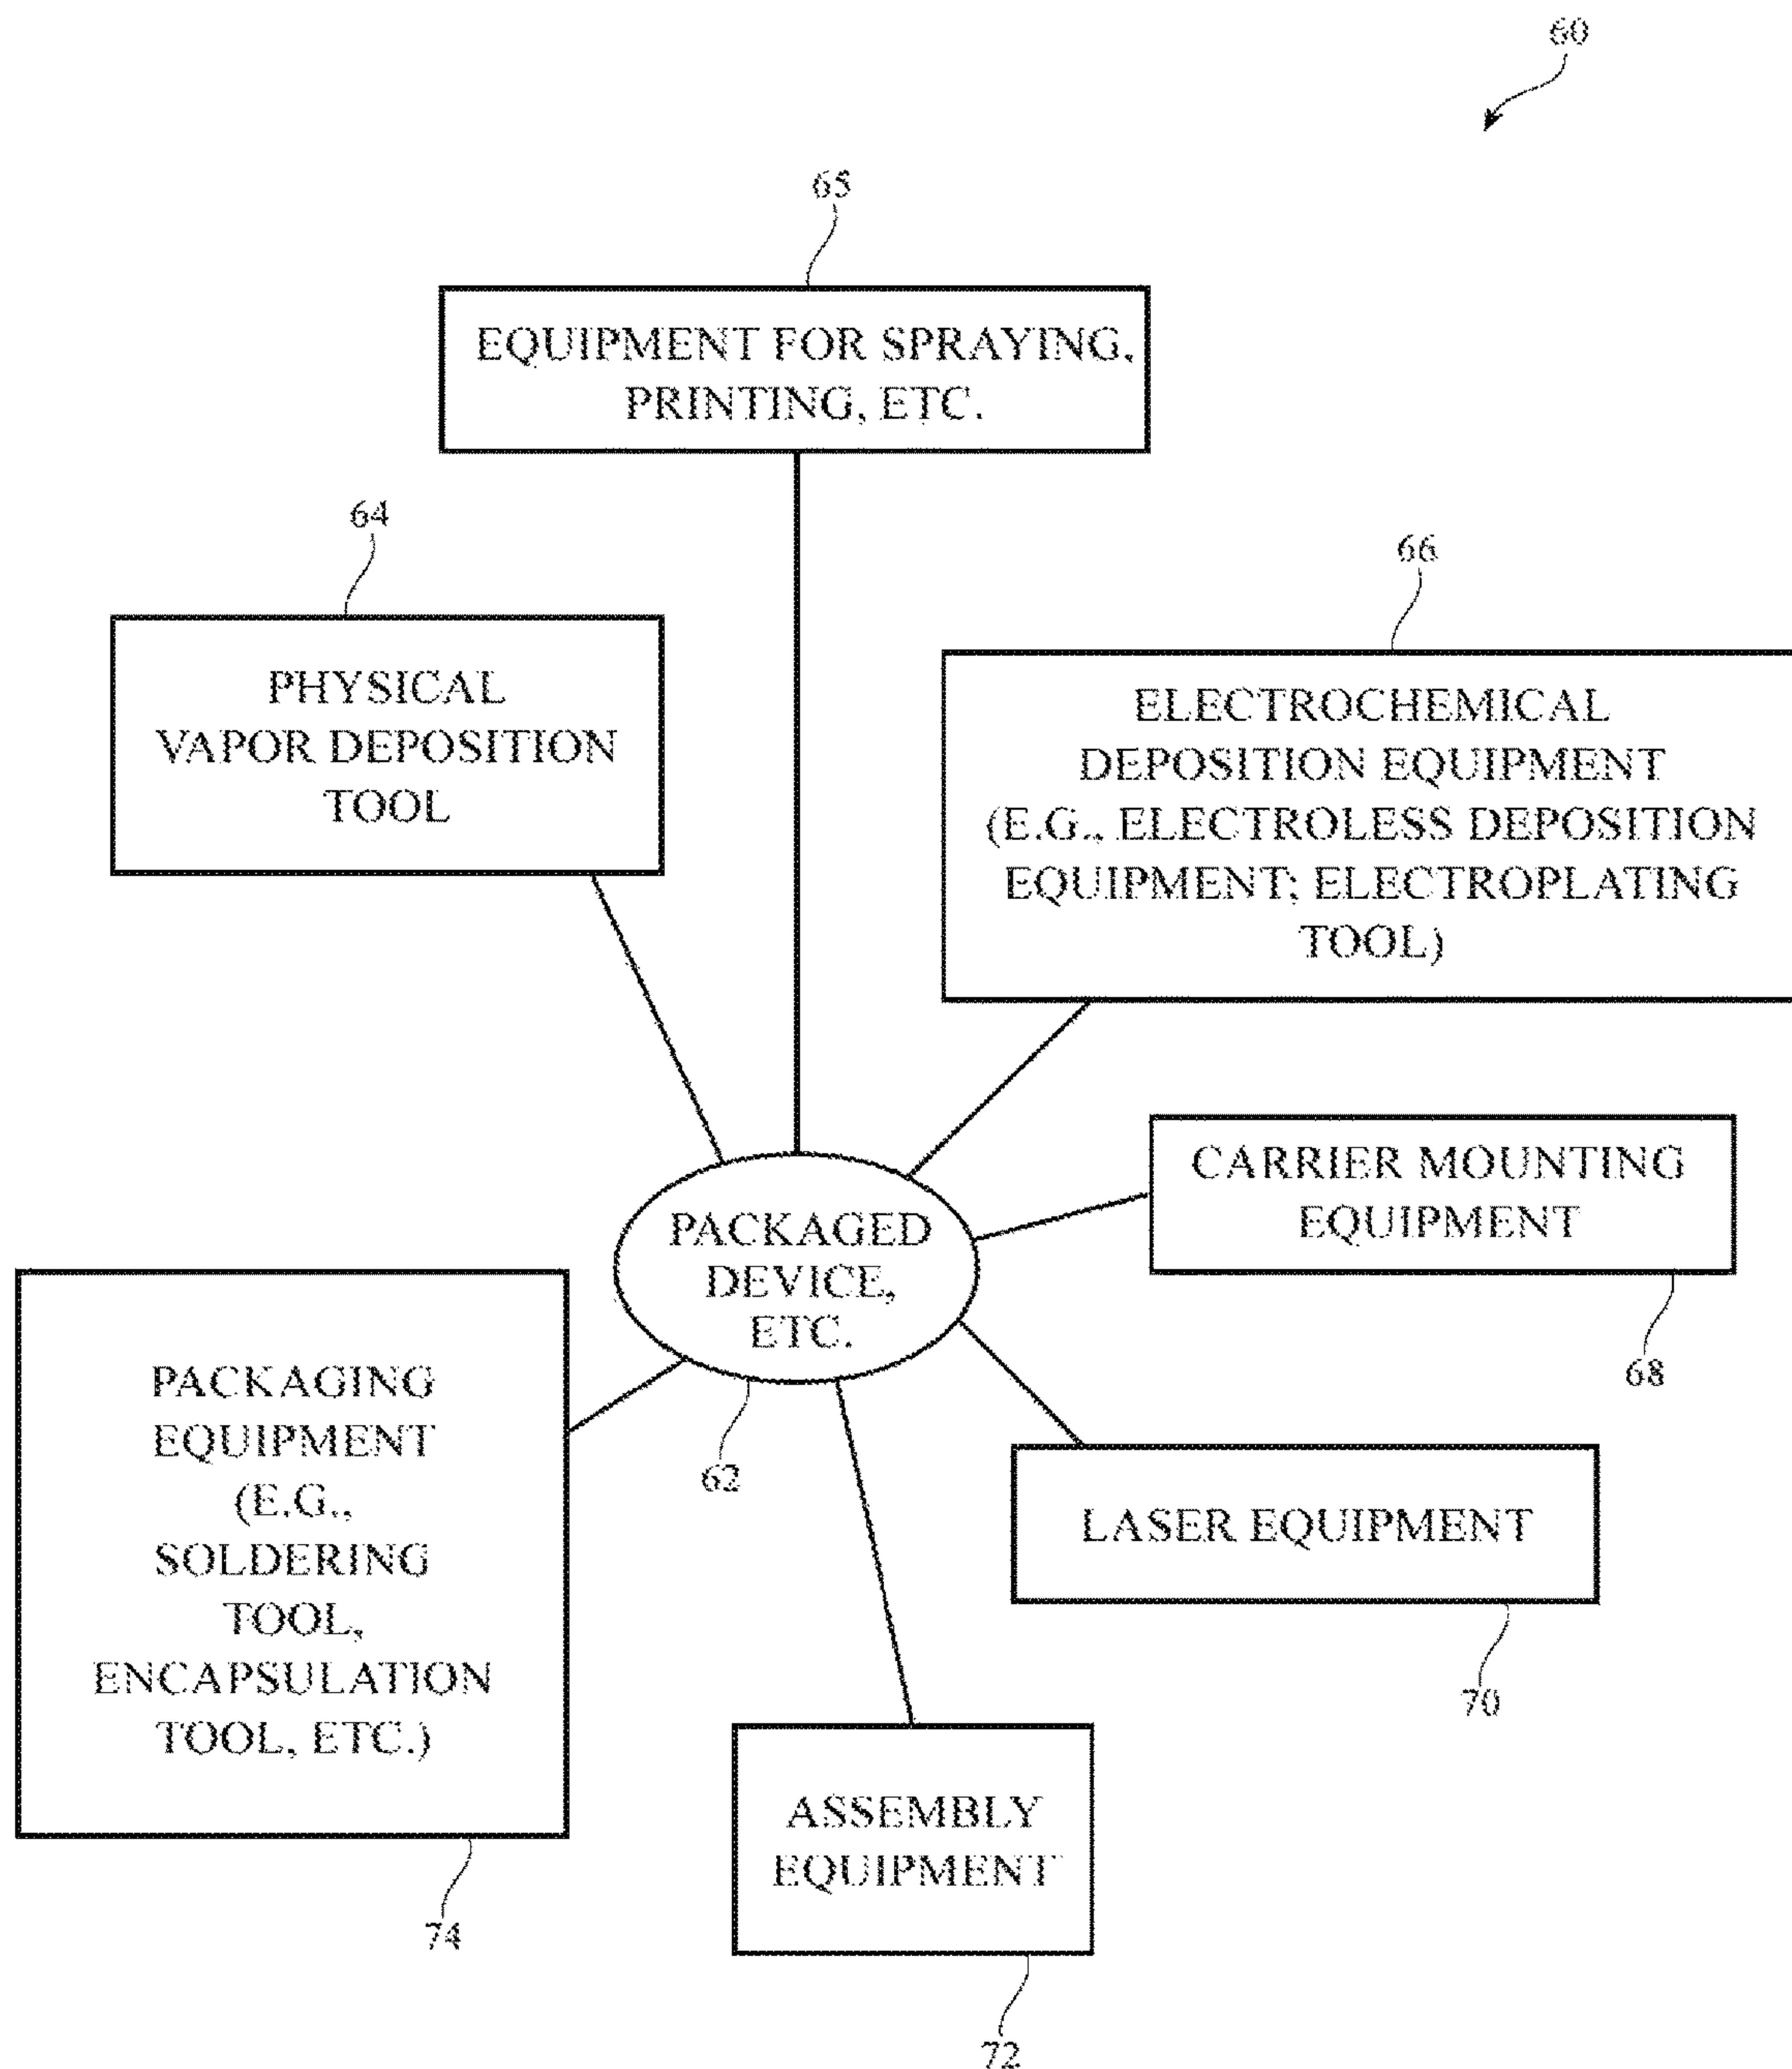 60
65
EQUIPMENT FOR SPRAYING,
PRINTING, ETC.
64
PHYSICAL
VAPOR DEPOSITION
TOOL
66
ELECTROCHEMICAL
DEPOSITION EQUIPMENT
(E.G., ELECTROLESS DEPOSITION
EQUIPMENT; ELECTROPLATING
TOOL)
CARRIER MOUNTING
EQUIPMENT
68
PACKAGED
DEVICE,
ETC.
62
PACKAGING
EQUIPMENT
(E.G.,
SOLDERING
TOOL,
ENCAPSULATION
TOOL, ETC.)
74
LASER EQUIPMENT
70
ASSEMBLY
EQUIPMENT
72